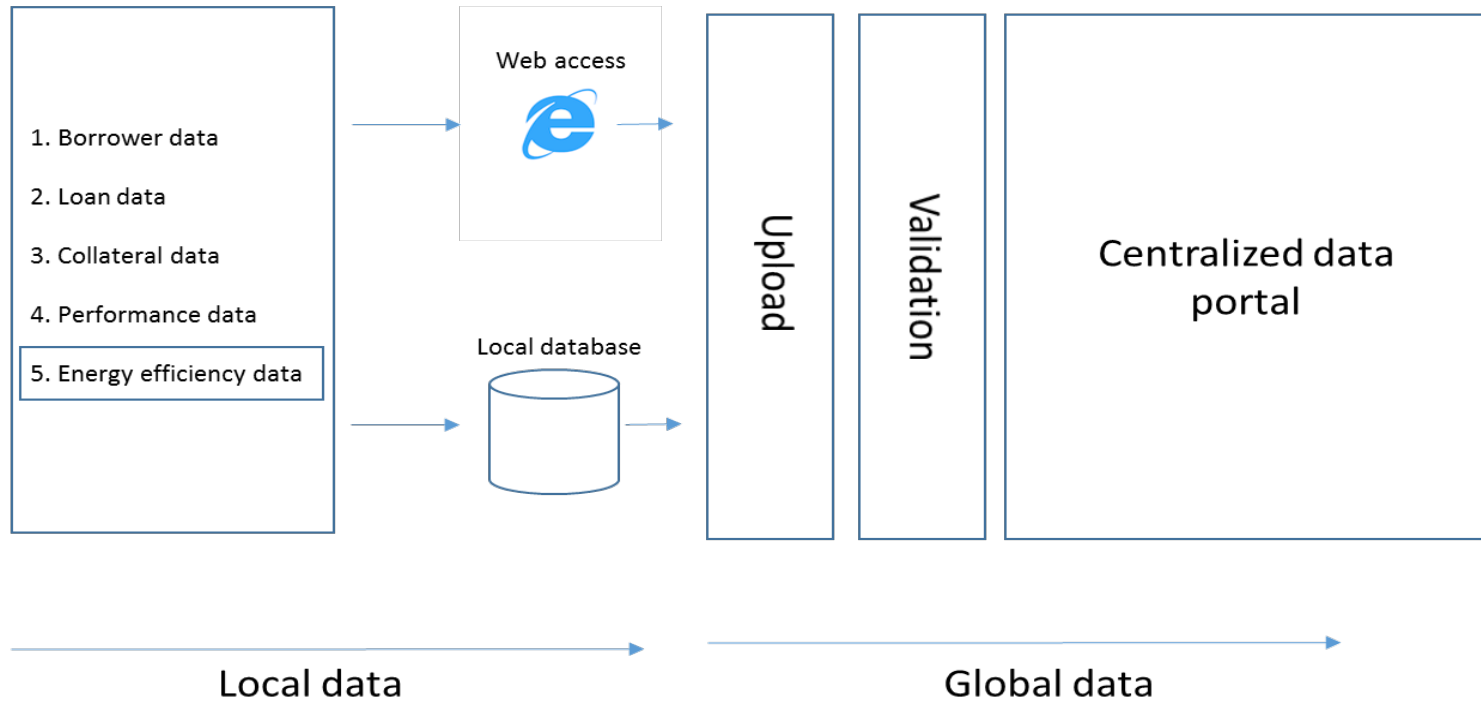 1. Borrower data
2. Loan data
3. Collateral data
4. Performance data
5. Energy efficiency data
Web access
Local database
Upload
Validation
Centralized data
portal
Local data
Global data